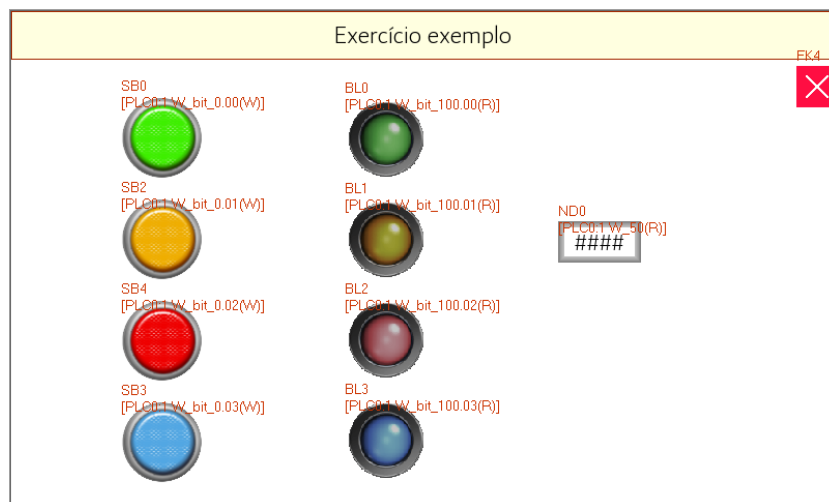 Exercício exemplo
FK4
SB0
[PLC0:1 W_bit_0.00(W)]
BL0
[PLC0:1 W_bit_100.00(R)]
SB2
[PLC0:1 W_bit_0.01(W)]
BL1
[PLC0:1 W_bit_100.01(R)]
ND0
[PLC0:1 W_50(R)]
####
SB4
[PLC0:1 W_bit_0.02(W)]
BL2
[PLC0:1 W_bit_100.02(R)]
SB3
[PLC0:1 W_bit_0.03(W)]
BL3
[PLC0:1 W_bit_100.03(R)]